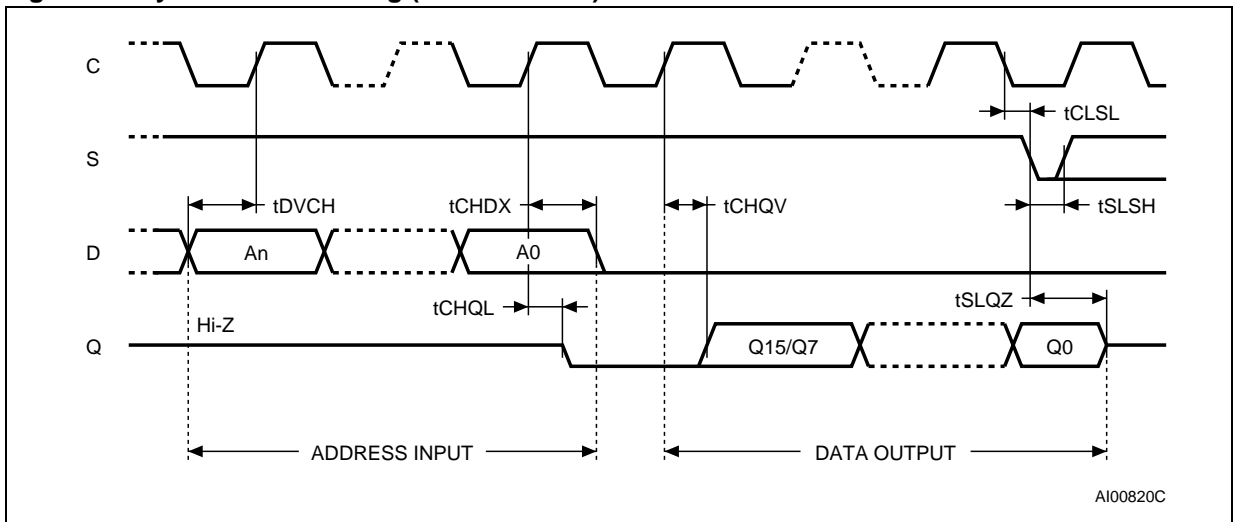 C
tCLSL
S
tDVCH
tCHDX
tCHQV
tSLSH
D
An
A0
tCHQL
tSLQZ
Hi-Z
Q
Q15/Q7
Q0
ADDRESS INPUT
DATA OUTPUT
AI00820C